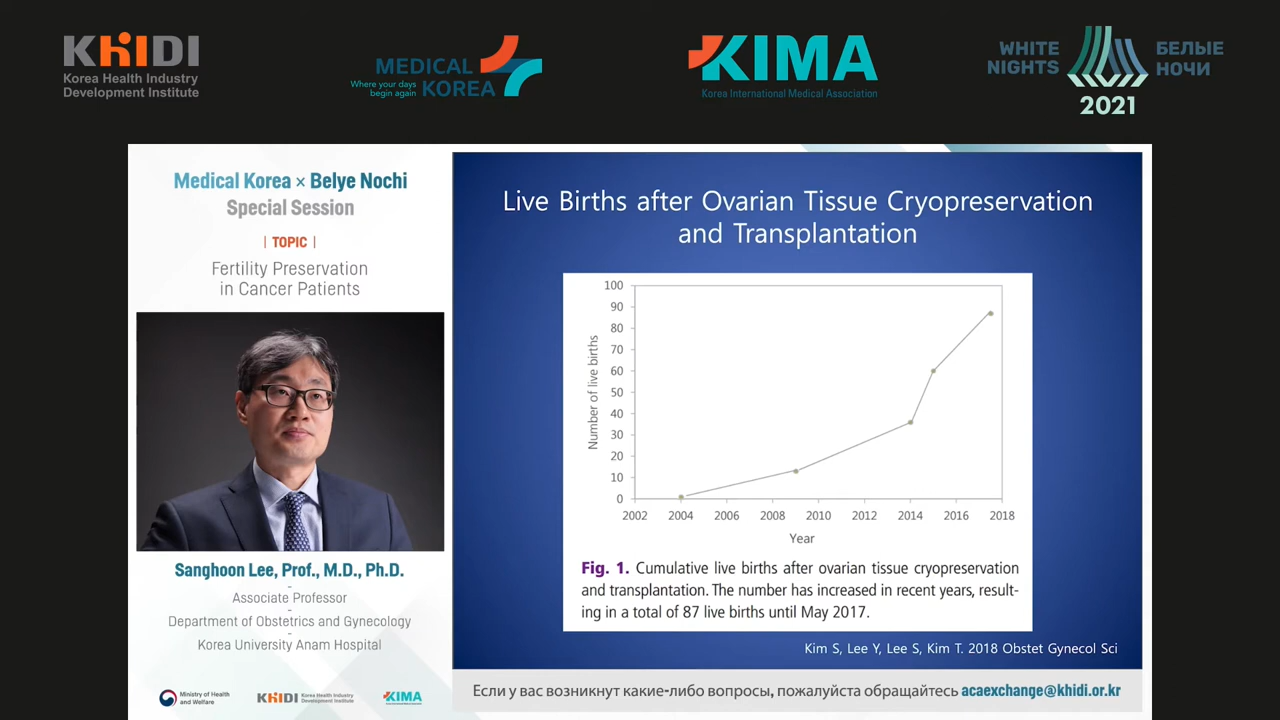 KHIDI
Korea Health Industry
Development Institute
MEDICAL
KOREA
Where your days
begin again
KIMA
Korea International Medical Association
WHITE
NIGHTS
БЕЛЫЕ
НОЧИ
2021
Medical Korea × Belye Nochi
Special Session
| TOPIC |
Fertility Preservation
in Cancer Patients
Sanghoon Lee, Prof., M.D., Ph.D.
Associate Professor
Department of Obstetrics and Gynecology
Korea University Anam Hospital
Ministry of Health
and Welfare
KHIDI
Korea Health Industry
Development Institute
KIMA
Live Births after Ovarian Tissue Cryopreservation
and Transplantation
Number of live births
100
90
80
70
60
50
40
30
20
10
0
2002 2004 2006 2008 2010 2012 2014 2016 2018
Year
Fig. 1. Cumulative live births after ovarian tissue cryopreservation
and transplantation. The number has increased in recent years, result-
ing in a total of 87 live births until May 2017.
Kim S, Lee Y, Lee S, Kim T. 2018 Obstet Gynecol Sci
Если у вас возникнут какие-либо вопросы, пожалуйста обращайтесь acaexchange@khidi.or.kr